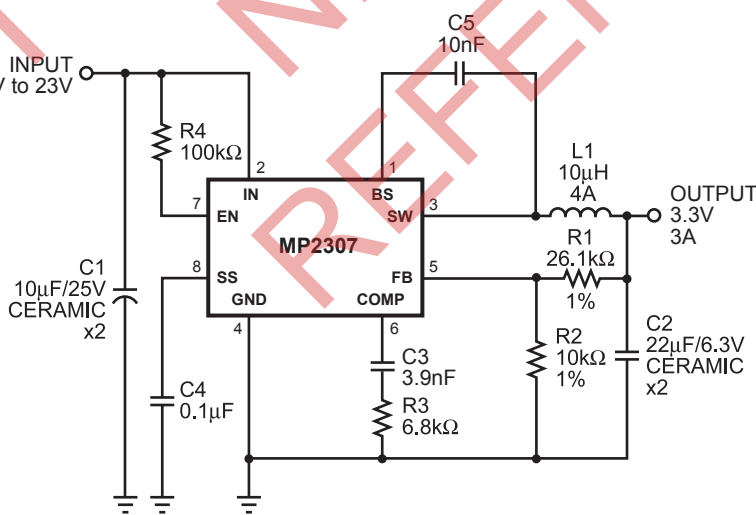 C5
10nF
INPUT
V to 23V
R4
100kΩ
2
1
L1
10µH
4A
IN
BS
7
EN
SW
3
OUTPUT
3.3V
3A
MP2307
R1
26.1kΩ
1%
C1
10µF/25V
CERAMIC
x2
8
SS
FB
5
GND
COMP
4
6
C4
0.1µF
C3
3.9nF
R3
6.8kΩ
R2
10kΩ
1%
C2
22µF/6.3V
CERAMIC
x2
REFER